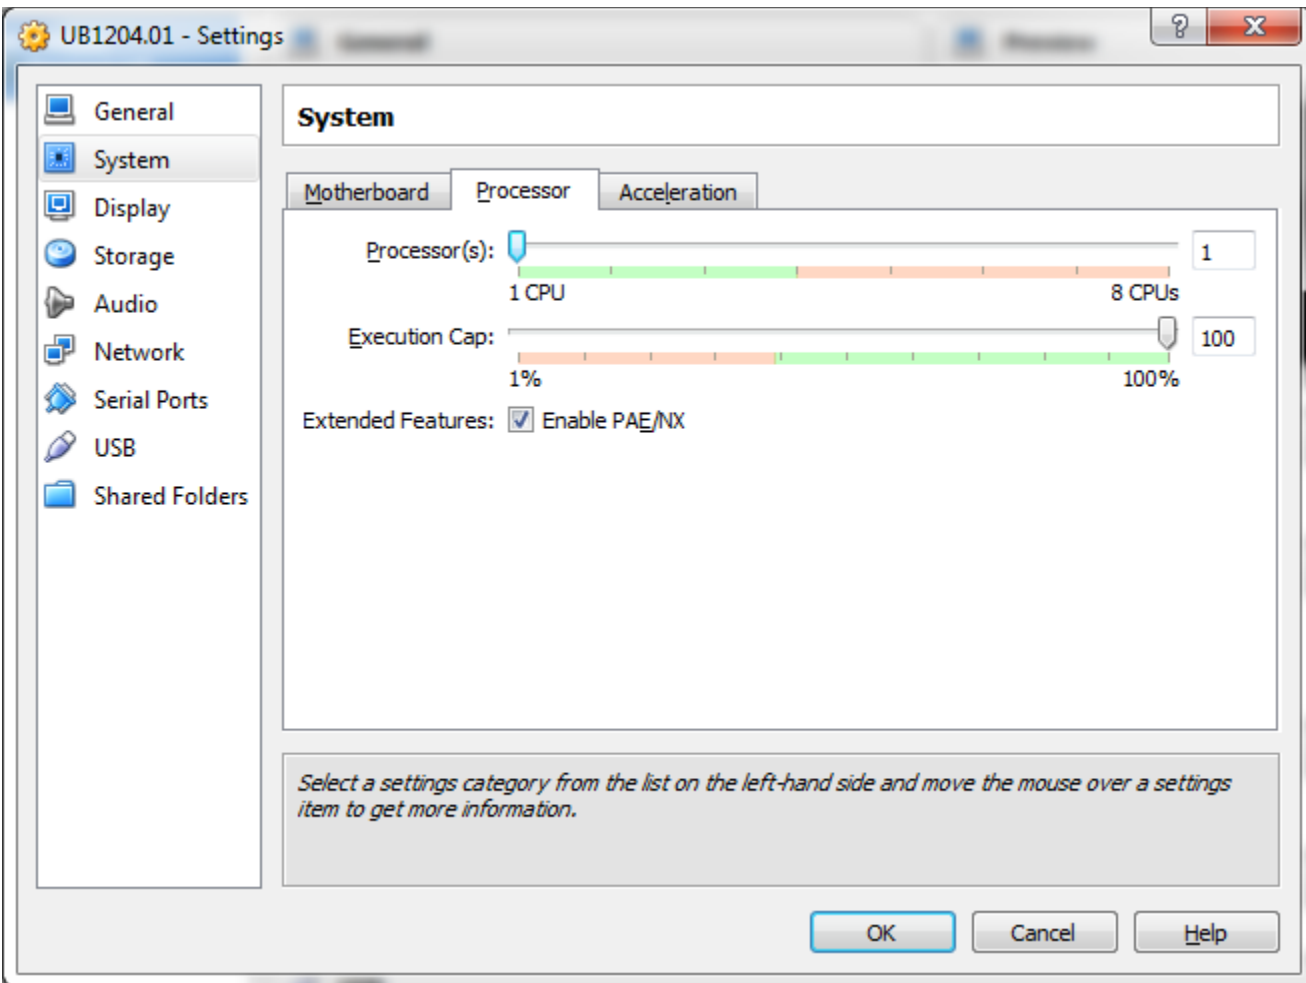 UB1204.01 - Settings
General
System
Display
Storage
Audio
Network
Serial Ports
USB
Shared Folders
System
Motherboard Processor Acceleration
Processor(s): 1
1 CPU 8 CPUs
Execution Cap: 100
1% 100%
Extended Features: Enable PAE/NX
Select a settings category from the list on the left-hand side and move the mouse over a settings
item to get more information.
OK Cancel Help